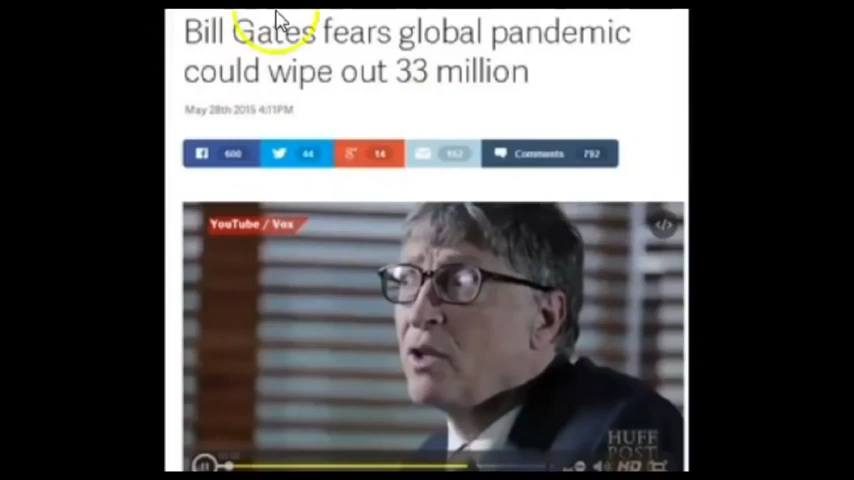 Bill Gates fears global pandemic
could wipe out 33 million
May 28th 2015 4:11PM
600 44 14 152 Comments 792
YouTube / Vox
</>
HUFF
POST
HD